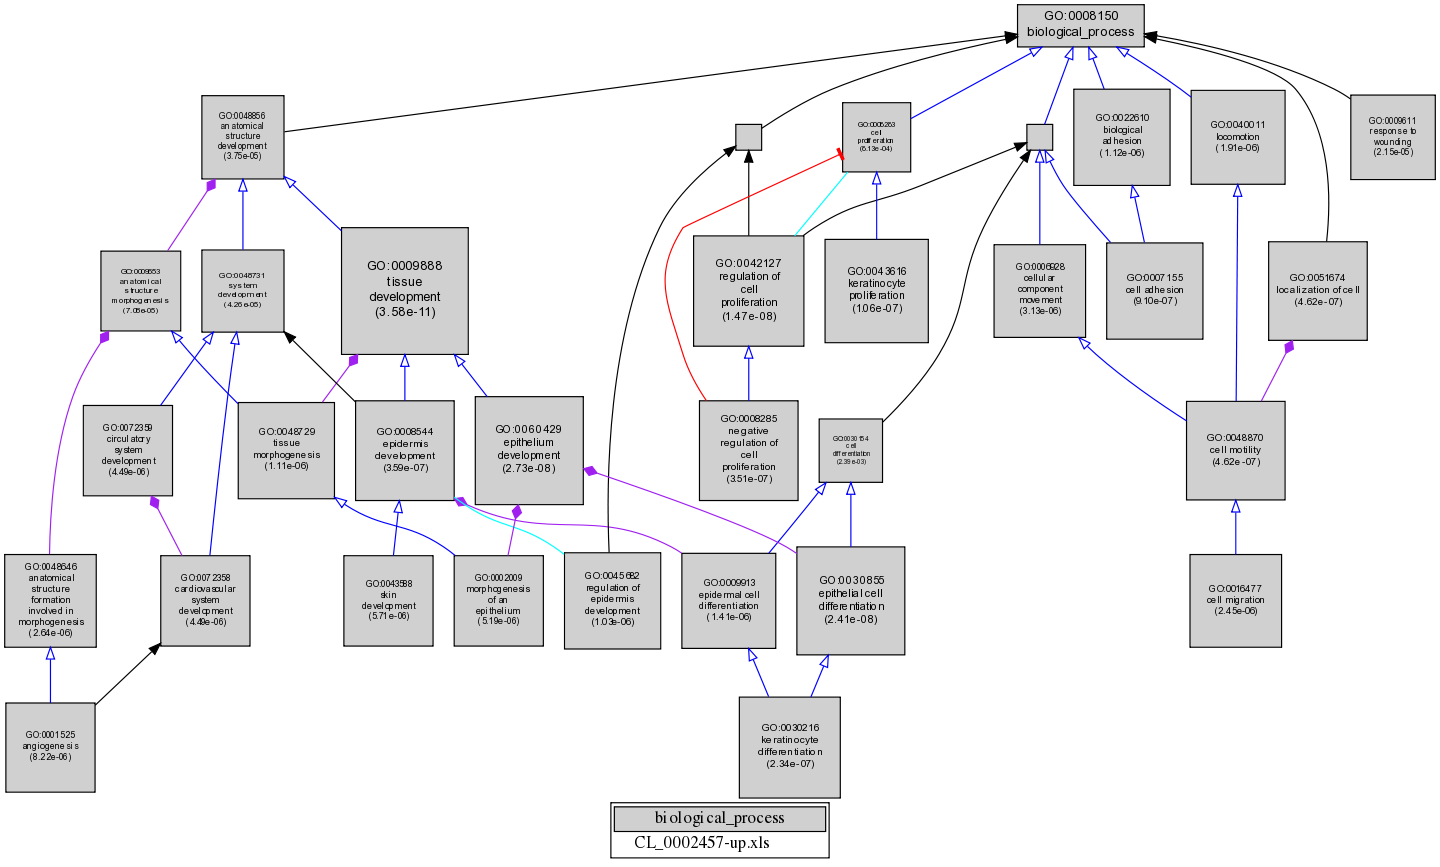 GO:0008150
biological_process
GO:0048856
anatomical
structure
development
(3.75e-05)
GO:0008283
cell
proliferation
(6.13e-04)
GO:0022610
biological
adhesion
(1.12e-06)
GO:0040011
locomotion
(1.91e-06)
GO:0009611
response to
wounding
(2.15e-05)
GO:0009653
anatomical
structure
morphogenesis
(7.05e-05)
GO:0048731
system
development
(4.26e-05)
GO:0009888
tissue
development
(3.58e-11)
GO:0042127
regulation of
cell
proliferation
(1.47e-08)
GO:0043616
keratinocyte
proliferation
(1.06e-07)
GO:0006928
cellular
component
movement
(3.13e-06)
GO:0007155
cell adhesion
(9.10e-07)
GO:0051674
localization of cell
(4.62e-07)
GO:0072359
circulatory
system
development
(4.49e-06)
GO:0048729
tissue
morphogenesis
(1.11e-06)
GO:0008544
epidermis
development
(3.59e-07)
GO:0060429
epithelium
development
(2.73e-08)
GO:0008285
negative
regulation of
cell
proliferation
(3.51e-07)
GO:0030154
cell
differentiation
(2.39e-03)
GO:0048870
cell motility
(4.62e-07)
GO:0048646
anatomical
structure
formation
involved in
morphogenesis
(2.64e-06)
GO:0072358
cardiovascular
system
development
(4.49e-06)
GO:0043588
skin
development
(5.71e-06)
GO:0002009
morphogenesis
of an
epithelium
(5.19e-06)
GO:0045682
regulation of
epidermis
development
(1.03e-06)
GO:0009913
epidermal cell
differentiation
(1.41e-06)
GO:0030855
epithelial cell
differentiation
(2.41e-08)
GO:0016477
cell migration
(2.45e-06)
GO:0001525
angiogenesis
(8.22e-06)
GO:0030216
keratinocyte
differentiation
(2.34e-07)
biological_process
CL_0002457-up.xls